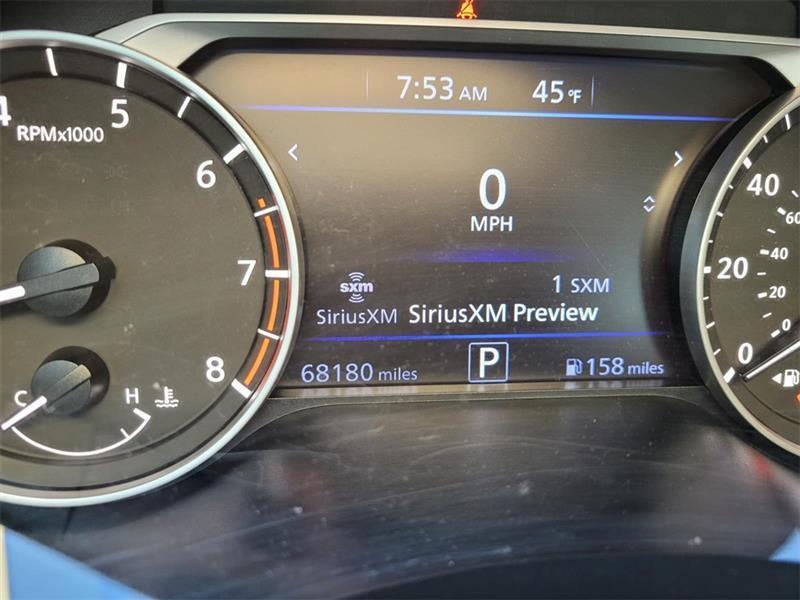 4
5
6
7
8
RPMx1000
C
H
7:53 AM
45°F
0
MPH
sxm
SiriusXM
1 SXM
SiriusXM Preview
68180 miles
P
158 miles
40
20
0
60
40
20
0